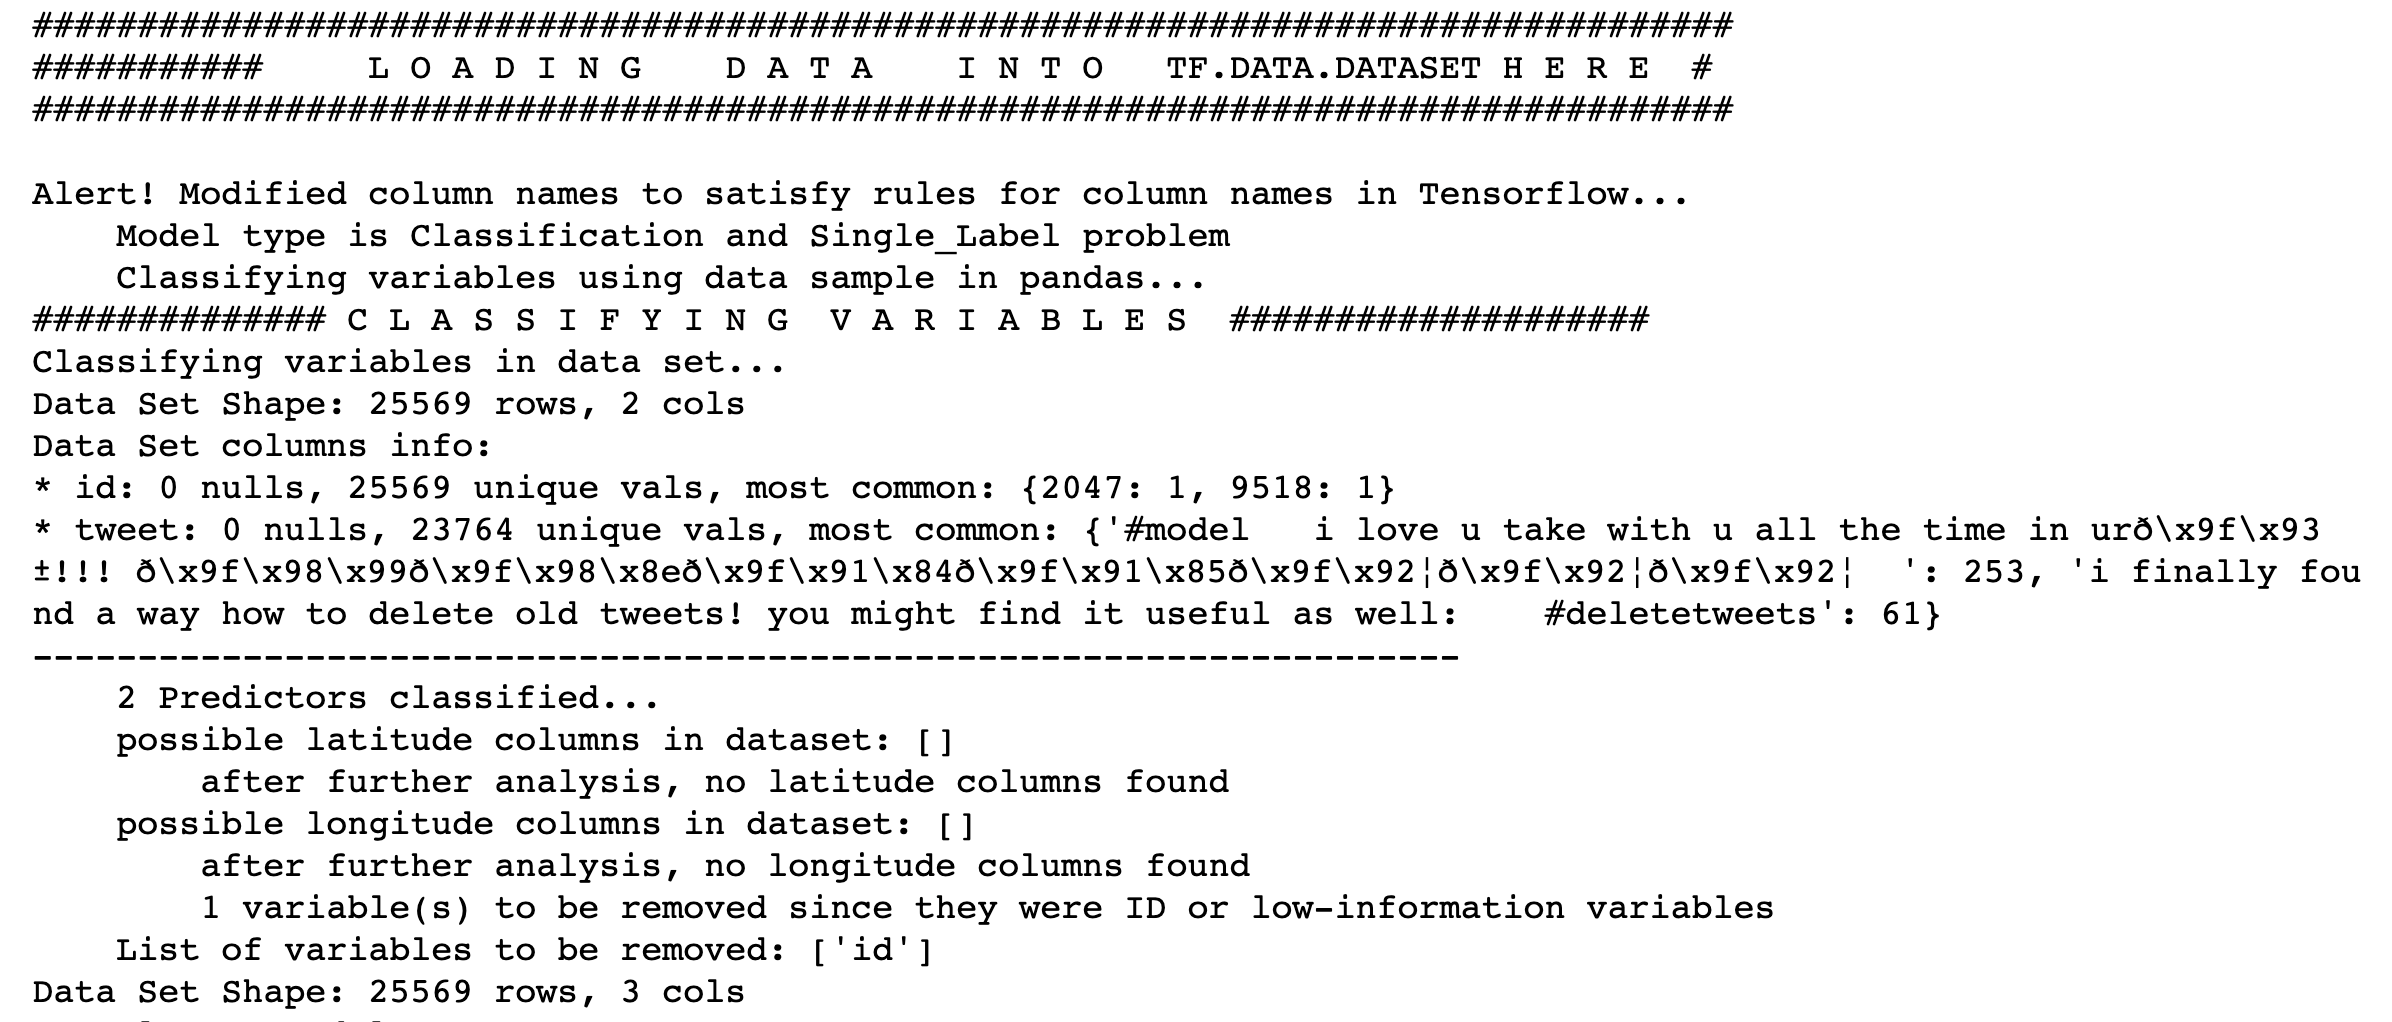 #################################################################################
###########     L O A D I N G    D A T A    I N T O   TF.DATA.DATASET H E R E  #
#################################################################################
Alert! Modified column names to satisfy rules for column names in Tensorflow...
    Model type is Classification and Single_Label problem
    Classifying variables using data sample in pandas...
############## C L A S S I F Y I N G  V A R I A B L E S  ####################
Classifying variables in data set...
Data Set Shape: 25569 rows, 2 cols
Data Set columns info:
* id: 0 nulls, 25569 unique vals, most common: {2047: 1, 9518: 1}
* tweet: 0 nulls, 23764 unique vals, most common: {'#model   i love u take with u all the time in urð\x9f\x93
±!!! ð\x9f\x98\x99ð\x9f\x98\x8eð\x9f\x91\x84ð\x9f\x91\x85ð\x9f\x92¦ð\x9f\x92¦ð\x9f\x92¦  ': 253, 'i finally fou
nd a way how to delete old tweets! you might find it useful as well:    #deletetweets': 61}
--------------------------------------------------------------------
    2 Predictors classified...
    possible latitude columns in dataset: []
        after further analysis, no latitude columns found
    possible longitude columns in dataset: []
        after further analysis, no longitude columns found
        1 variable(s) to be removed since they were ID or low-information variables
    List of variables to be removed: ['id']
Data Set Shape: 25569 rows, 3 cols